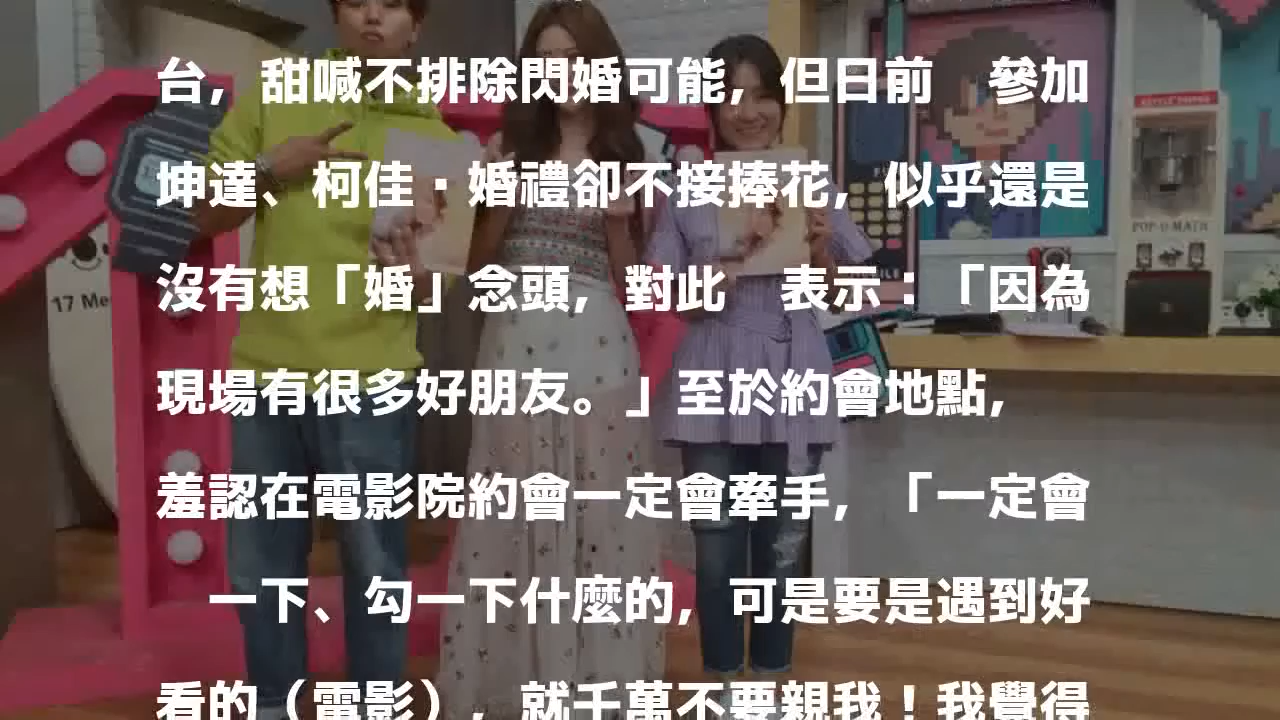 台，甜喊不排除閃婚可能，但日前　參加
坤達、柯佳▪婚禮卻不接捧花，似乎還是
沒有想「婚」念頭，對此　表示：「因為
現場有很多好朋友。」至於約會地點，
羞認在電影院約會一定會牽手，「一定會
　一下、勾一下什麼的，可是要是遇到好
看的（電影），就千萬不要親我！我覺得
17 Me
POP-U-MATIC